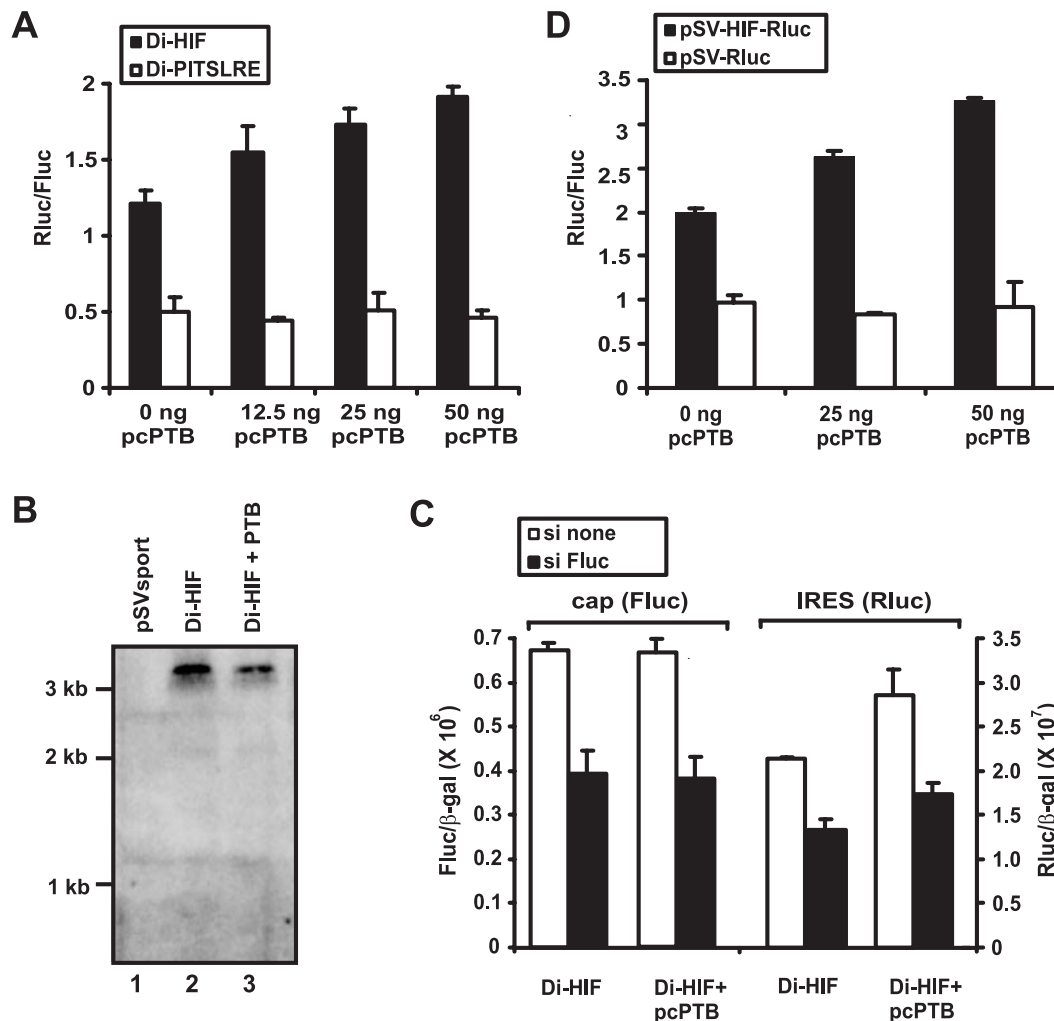 A
Di-HIF
Di-PITSLRE
Rluc/Fluc
2
1.5
1
0.5
0
0 ng pcPTB
12.5 ng pcPTB
25 ng pcPTB
50 ng pcPTB
D
pSV-HIF-Rluc
pSV-Rluc
Rluc/Fluc
3.5
3
2.5
2
1.5
1
0.5
0
0 ng pcPTB
25 ng pcPTB
50 ng pcPTB
B
pSVsport
Di-HIF
Di-HIF + PTB
3 kb
2 kb
1 kb
1 2 3
C
si none
si Fluc
cap (Fluc)
IRES (Rluc)
Fluc/β-gal (X 10⁶)
0.7
0.6
0.5
0.4
0.3
0.2
0.1
0
3.5
3.0
2.5
2.0
1.5
1.0
0.5
0
Rluc/β-gal (X 10⁷)
Di-HIF
Di-HIF+ pcPTB
Di-HIF
Di-HIF+ pcPTB